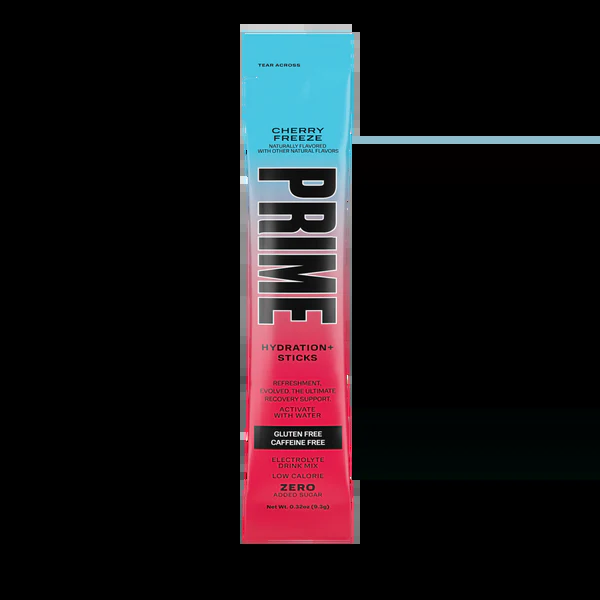 TEAR ACROSS
CHERRY
FREEZE
NATURALLY FLAVORED
WITH OTHER NATURAL FLAVORS
PRIME
HYDRATION+
STICKS
REFRESHMENT,
EVOLVED. THE ULTIMATE
RECOVERY SUPPORT.
ACTIVATE
WITH WATER
GLUTEN FREE
CAFFEINE FREE
ELECTROLYTE
DRINK MIX
LOW CALORIE
ZERO
ADDED SUGAR
Net Wt. 0.32oz (9.3g)